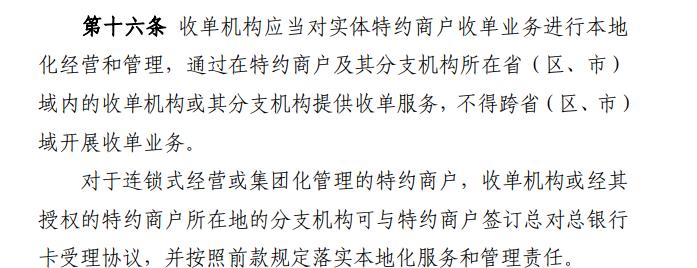 第十六条 收单机构应当对实体特约商户收单业务进行本地
化经营和管理，通过在特约商户及其分支机构所在省（区、市）
域内的收单机构或其分支机构提供收单服务，不得跨省（区、市）
域开展收单业务。
对于连锁式经营或集团化管理的特约商户，收单机构或经其
授权的特约商户所在地的分支机构可与特约商户签订总对总银行
卡受理协议，并按照前款规定落实本地化服务和管理责任。